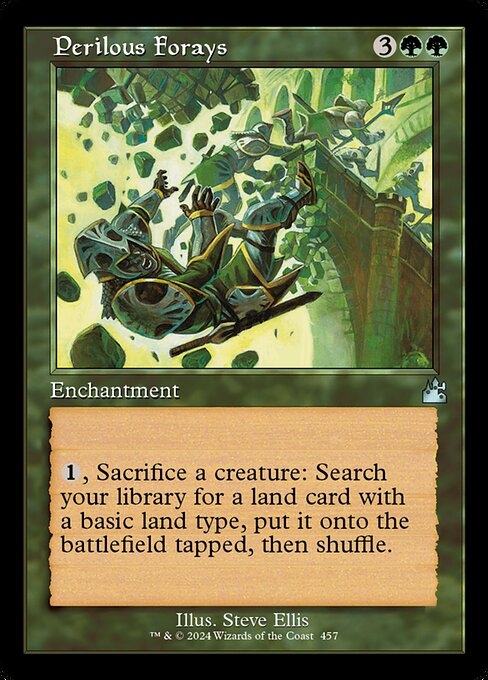 Perilous Forays 3
Enchantment
1, Sacrifice a creature: Search
your library for a land card with
a basic land type, put it onto the
battlefield tapped, then shuffle.
Illus. Steve Ellis
™ & © 2024 Wizards of the Coast 457